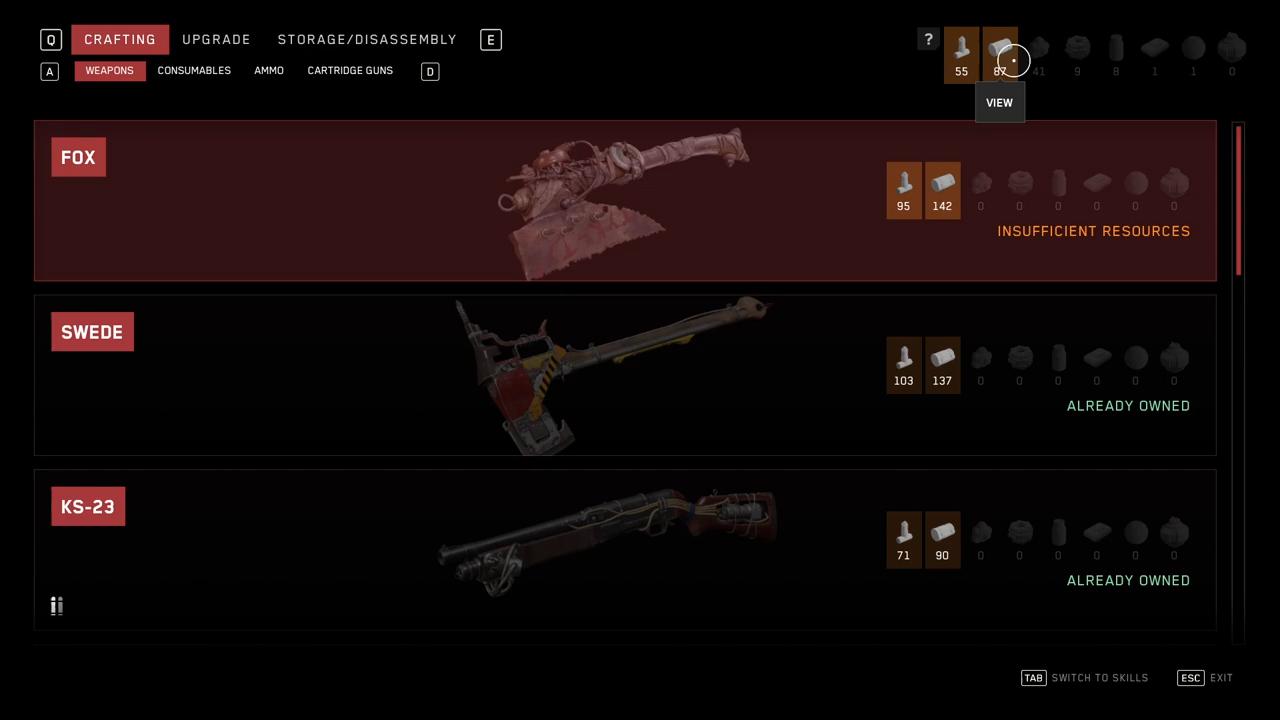 Q CRAFTING UPGRADE STORAGE/DISASSEMBLY E ?
A WEAPONS CONSUMABLES AMMO CARTRIDGE GUNS D 55 87 41 9 8 1 1 0
VIEW
FOX
95 142 0 0 0 0 0 0
INSUFFICIENT RESOURCES
SWEDE
103 137 0 0 0 0 0 0
ALREADY OWNED
KS-23
71 90 0 0 0 0 0 0
ALREADY OWNED
TAB SWITCH TO SKILLS ESC EXIT